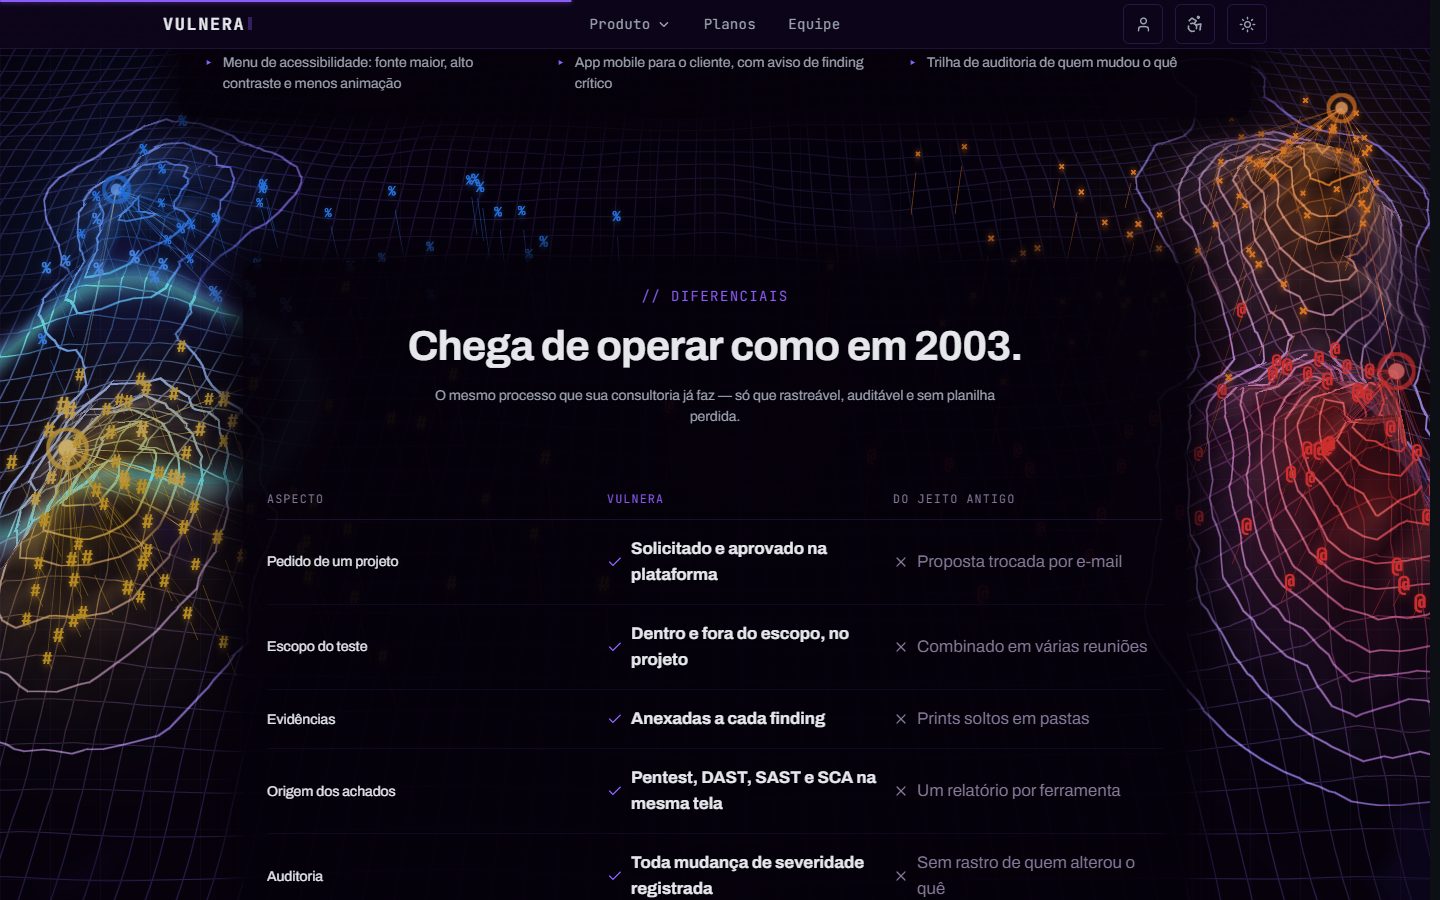 VULNERA
Produto
Planos
Equipe
Menu de acessibilidade: fonte maior, alto
contraste e menos animação
App mobile para o cliente, com aviso de finding
crítico
Trilha de auditoria de quem mudou o quê
// DIFERENCIAIS
Chega de operar como em 2003.
O mesmo processo que sua consultoria já faz — só que rastreável, auditável e sem planilha
perdida.
ASPECTO
VULNERA
DO JEITO ANTIGO
Pedido de um projeto
Solicitado e aprovado na
plataforma
Proposta trocada por e-mail
Escopo do teste
Dentro e fora do escopo, no
projeto
Combinado em várias reuniões
Evidências
Anexadas a cada finding
Prints soltos em pastas
Origem dos achados
Pentest, DAST, SAST e SCA na
mesma tela
Um relatório por ferramenta
Auditoria
Toda mudança de severidade
registrada
Sem rastro de quem alterou o
quê